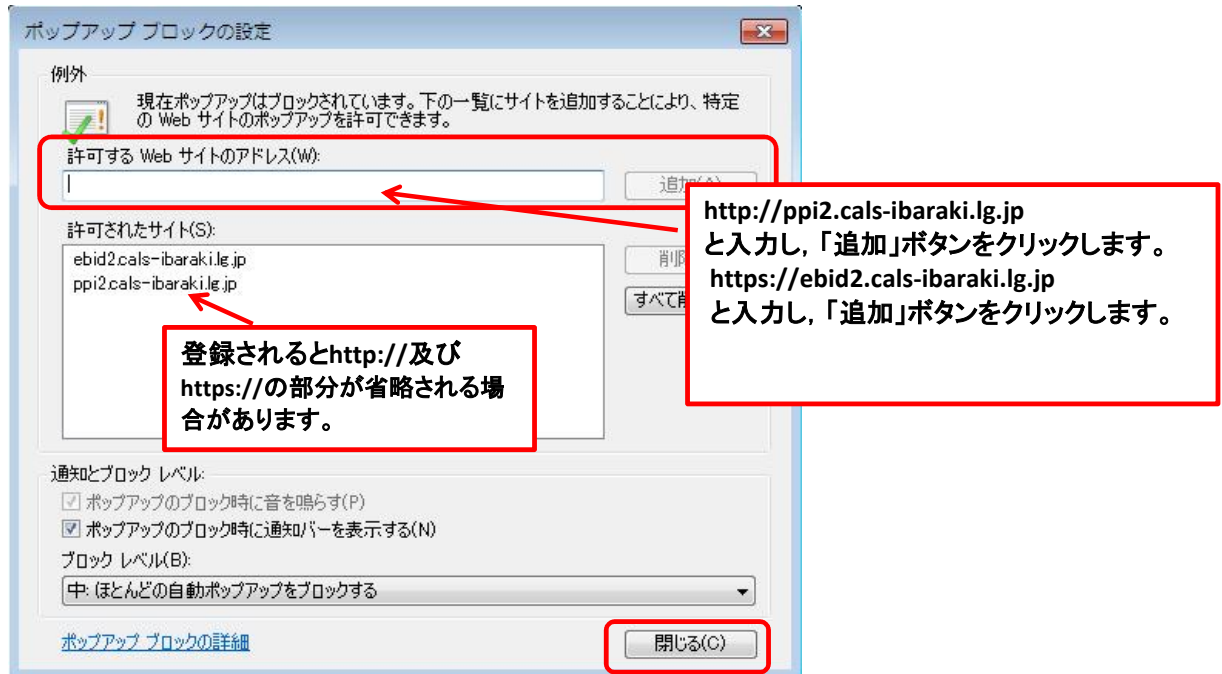 ポップアップ ブロックの設定
例外
現在ポップアップはブロックされています。下の一覧にサイトを追加することにより、特定
の Web サイトのポップアップを許可できます。
許可する Web サイトのアドレス(W):
追加(A)
http://ppi2.cals-ibaraki.lg.jp
と入力し,「追加」ボタンをクリックします。
https://ebid2.cals-ibaraki.lg.jp
と入力し,「追加」ボタンをクリックします。
許可されたサイト(S):
ebid2.cals-ibaraki.lg.jp
ppi2.cals-ibaraki.lg.jp
すべて
登録されるとhttp://及び
https://の部分が省略される場
合があります。
通知とブロック レベル:
ポップアップのブロック時に音を鳴らす(P)
ポップアップのブロック時に通知バーを表示する(N)
ブロック レベル(B):
中: ほとんどの自動ポップアップをブロックする
ポップアップ ブロックの詳細
閉じる(C)